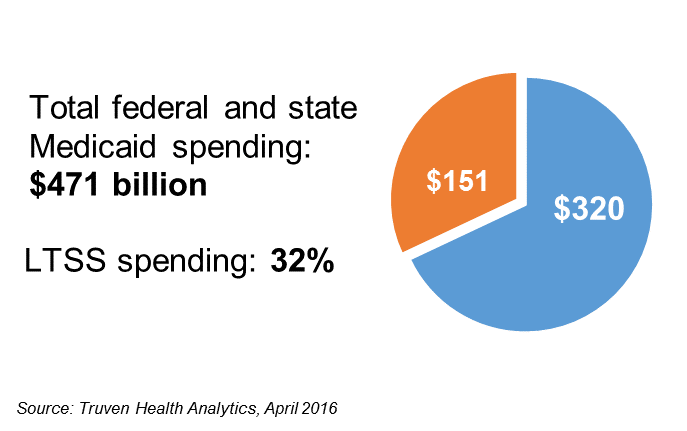 Total federal and state
Medicaid spending:
$471 billion
LTSS spending: 32%
$151
$320
Source: Truven Health Analytics, April 2016